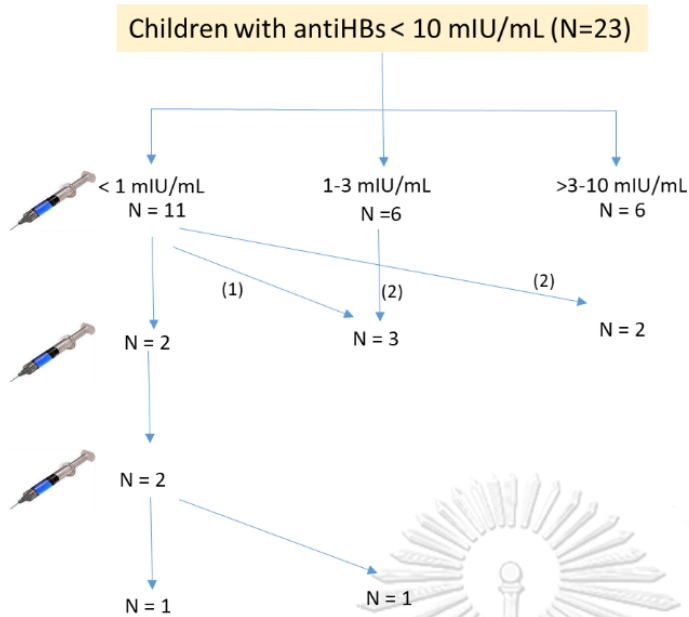 Children with antiHBs < 10 mIU/mL (N=23)
< 1 mIU/mL
N = 11
1-3 mIU/mL
N =6
>3-10 mIU/mL
N = 6
(1)
(2)
(2)
N = 2
N = 3
N = 2
N = 2
N = 1
N = 1